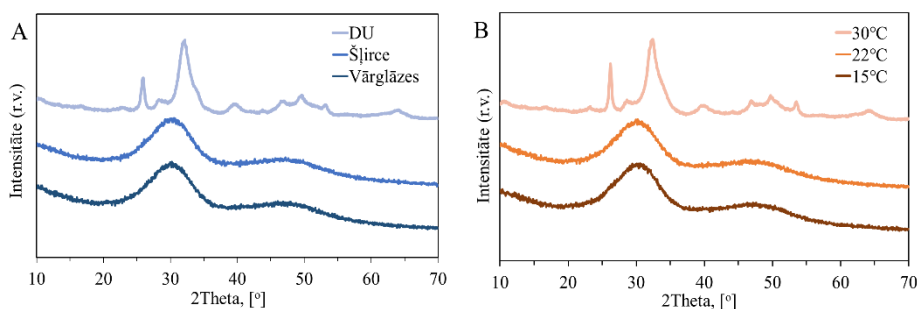 A
DU
Šļirce
Vārglāzes
Intensitāte (r.v.)
10 20 30 40 50 60 70
2Theta, [°]
B
30°C
22°C
15°C
Intensitāte (r.v.)
10 20 30 40 50 60 70
2Theta, [°]